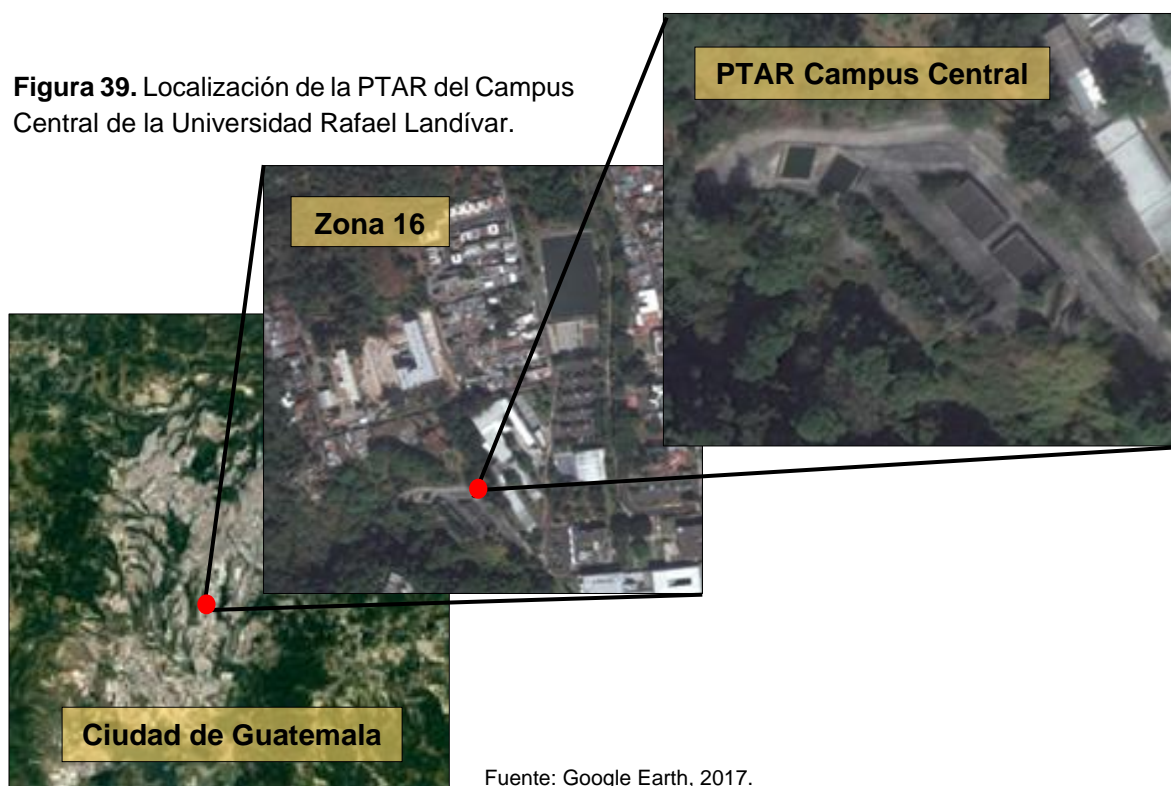 Figura 39. Localización de la PTAR del Campus
Central de la Universidad Rafael Landívar.
PTAR Campus Central
Zona 16
Ciudad de Guatemala
Fuente: Google Earth, 2017.